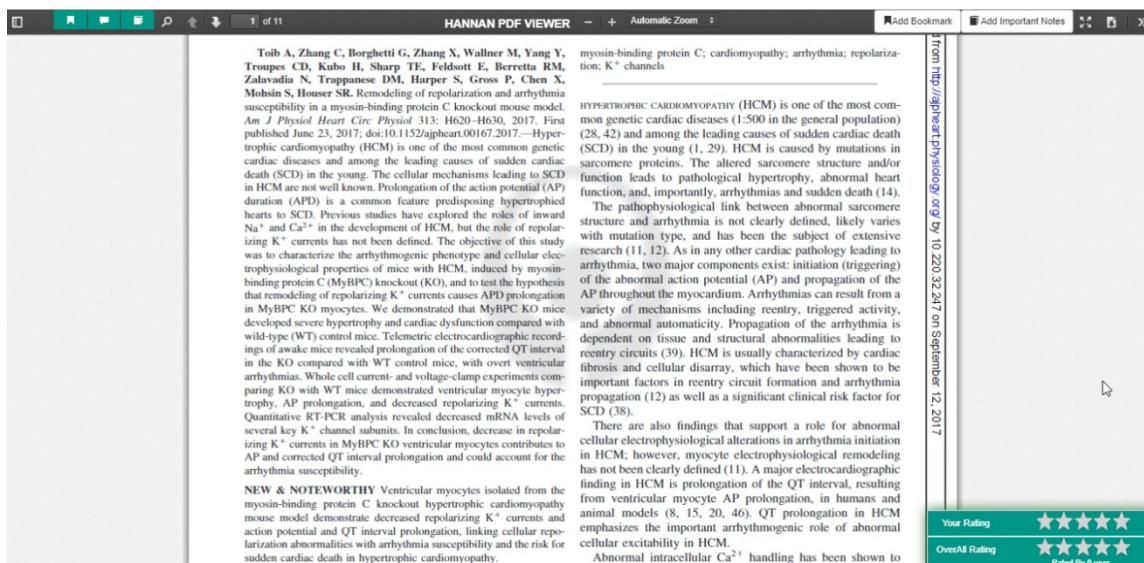 1 of 11
HANNAN PDF VIEWER
− + Automatic Zoom
Add Bookmark
Add Important Notes
Toib A, Zhang C, Borghetti G, Zhang X, Wallner M, Yang Y,
Troupes CD, Kubo H, Sharp TE, Feldsott E, Berretta RM,
Zalavadia N, Trappanese DM, Harper S, Gross P, Chen X,
Mohsin S, Houser SR. Remodeling of repolarization and arrhythmia
susceptibility in a myosin-binding protein C knockout mouse model.
Am J Physiol Heart Circ Physiol 313: H620–H630, 2017. First
published June 23, 2017; doi:10.1152/ajpheart.00167.2017.—Hyper-
trophic cardiomyopathy (HCM) is one of the most common genetic
cardiac diseases and among the leading causes of sudden cardiac
death (SCD) in the young. The cellular mechanisms leading to SCD
in HCM are not well known. Prolongation of the action potential (AP)
duration (APD) is a common feature predisposing hypertrophied
hearts to SCD. Previous studies have explored the roles of inward
Na+ and Ca2+ in the development of HCM, but the role of repolar-
izing K+ currents has not been defined. The objective of this study
was to characterize the arrhythmogenic phenotype and cellular elec-
trophysiological properties of mice with HCM, induced by myosin-
binding protein C (MyBPC) knockout (KO), and to test the hypothesis
that remodeling of repolarizing K+ currents causes APD prolongation
in MyBPC KO myocytes. We demonstrated that MyBPC KO mice
developed severe hypertrophy and cardiac dysfunction compared with
wild-type (WT) control mice. Telemetric electrocardiographic record-
ings of awake mice revealed prolongation of the corrected QT interval
in the KO compared with WT control mice, with overt ventricular
arrhythmias. Whole cell current- and voltage-clamp experiments com-
paring KO with WT mice demonstrated ventricular myocyte hyper-
trophy, AP prolongation, and decreased repolarizing K+ currents.
Quantitative RT-PCR analysis revealed decreased mRNA levels of
several key K+ channel subunits. In conclusion, decrease in repolar-
izing K+ currents in MyBPC KO ventricular myocytes contributes to
AP and corrected QT interval prolongation and could account for the
arrhythmia susceptibility.
NEW & NOTEWORTHY Ventricular myocytes isolated from the
myosin-binding protein C knockout hypertrophic cardiomyopathy
mouse model demonstrate decreased repolarizing K+ currents and
action potential and QT interval prolongation, linking cellular repo-
larization abnormalities with arrhythmia susceptibility and the risk for
sudden cardiac death in hypertrophic cardiomyopathy.
myosin-binding protein C; cardiomyopathy; arrhythmia; repolariza-
tion; K+ channels
HYPERTROPHIC CARDIOMYOPATHY (HCM) is one of the most com-
mon genetic cardiac diseases (1:500 in the general population)
(28, 42) and among the leading causes of sudden cardiac death
(SCD) in the young (1, 29). HCM is caused by mutations in
sarcomere proteins. The altered sarcomere structure and/or
function leads to pathological hypertrophy, abnormal heart
function, and, importantly, arrhythmias and sudden death (14).
The pathophysiological link between abnormal sarcomere
structure and arrhythmia is not clearly defined, likely varies
with mutation type, and has been the subject of extensive
research (11, 12). As in any other cardiac pathology leading to
arrhythmia, two major components exist: initiation (triggering)
of the abnormal action potential (AP) and propagation of the
AP throughout the myocardium. Arrhythmias can result from a
variety of mechanisms including reentry, triggered activity,
and abnormal automaticity. Propagation of the arrhythmia is
dependent on tissue and structural abnormalities leading to
reentry circuits (39). HCM is usually characterized by cardiac
fibrosis and cellular disarray, which have been shown to be
important factors in reentry circuit formation and arrhythmia
propagation (12) as well as a significant clinical risk factor for
SCD (38).
There are also findings that support a role for abnormal
cellular electrophysiological alterations in arrhythmia initiation
in HCM; however, myocyte electrophysiological remodeling
has not been clearly defined (11). A major electrocardiographic
finding in HCM is prolongation of the QT interval, resulting
from ventricular myocyte AP prolongation, in humans and
animal models (8, 15, 20, 46). QT prolongation in HCM
emphasizes the important arrhythmogenic role of abnormal
cellular excitability in HCM.
Abnormal intracellular Ca2+ handling has been shown to
d from http://ajpheart.physiology.org/ by 10.220.32.247 on September 12, 2017
Your Rating
OverAll Rating